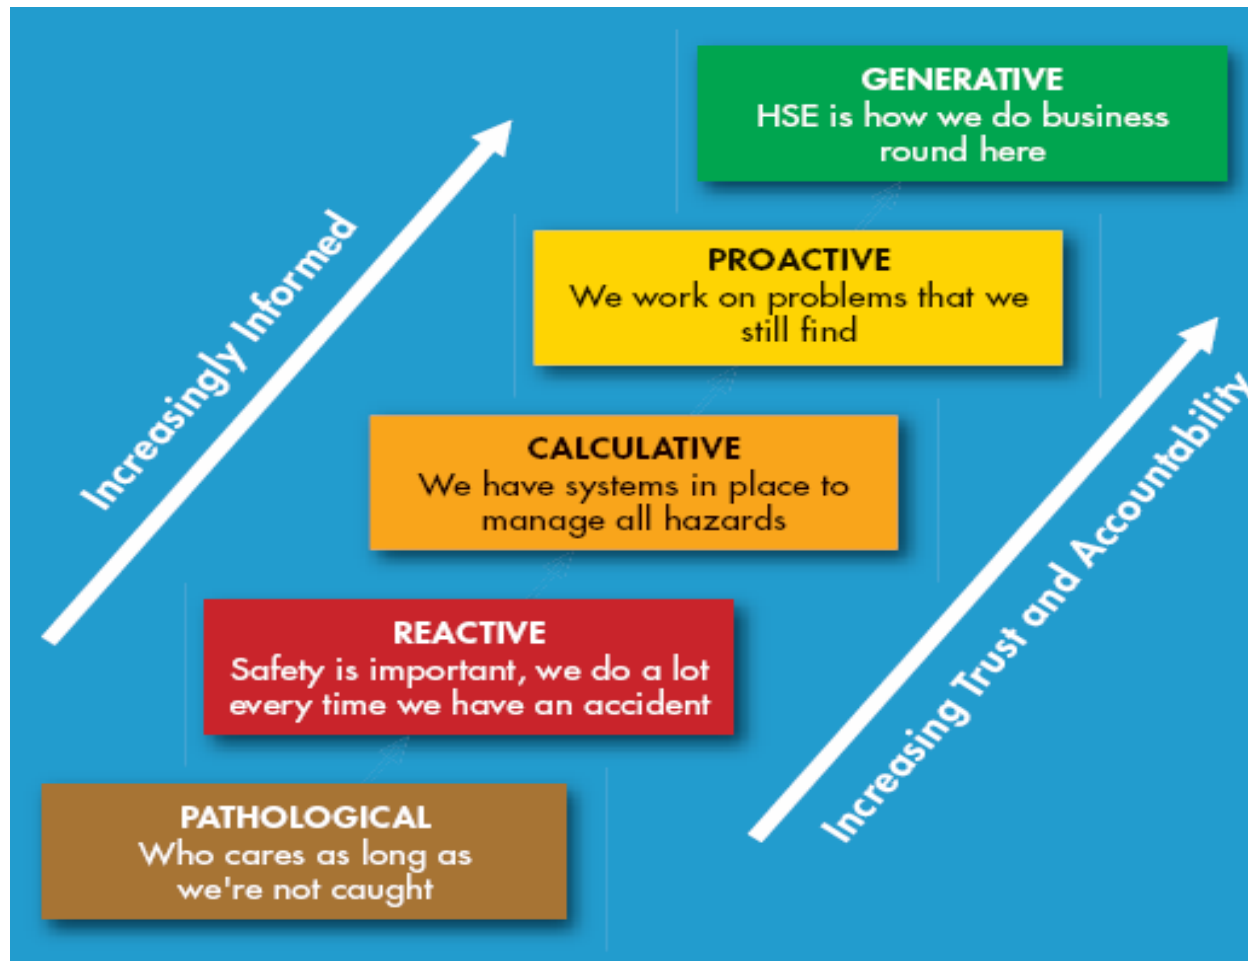 GENERATIVE
HSE is how we do business
round here
PROACTIVE
We work on problems that we
still find
CALCULATIVE
We have systems in place to
manage all hazards
REACTIVE
Safety is important, we do a lot
every time we have an accident
PATHOLOGICAL
Who cares as long as
we're not caught
Increasingly Informed
Increasing Trust and Accountability